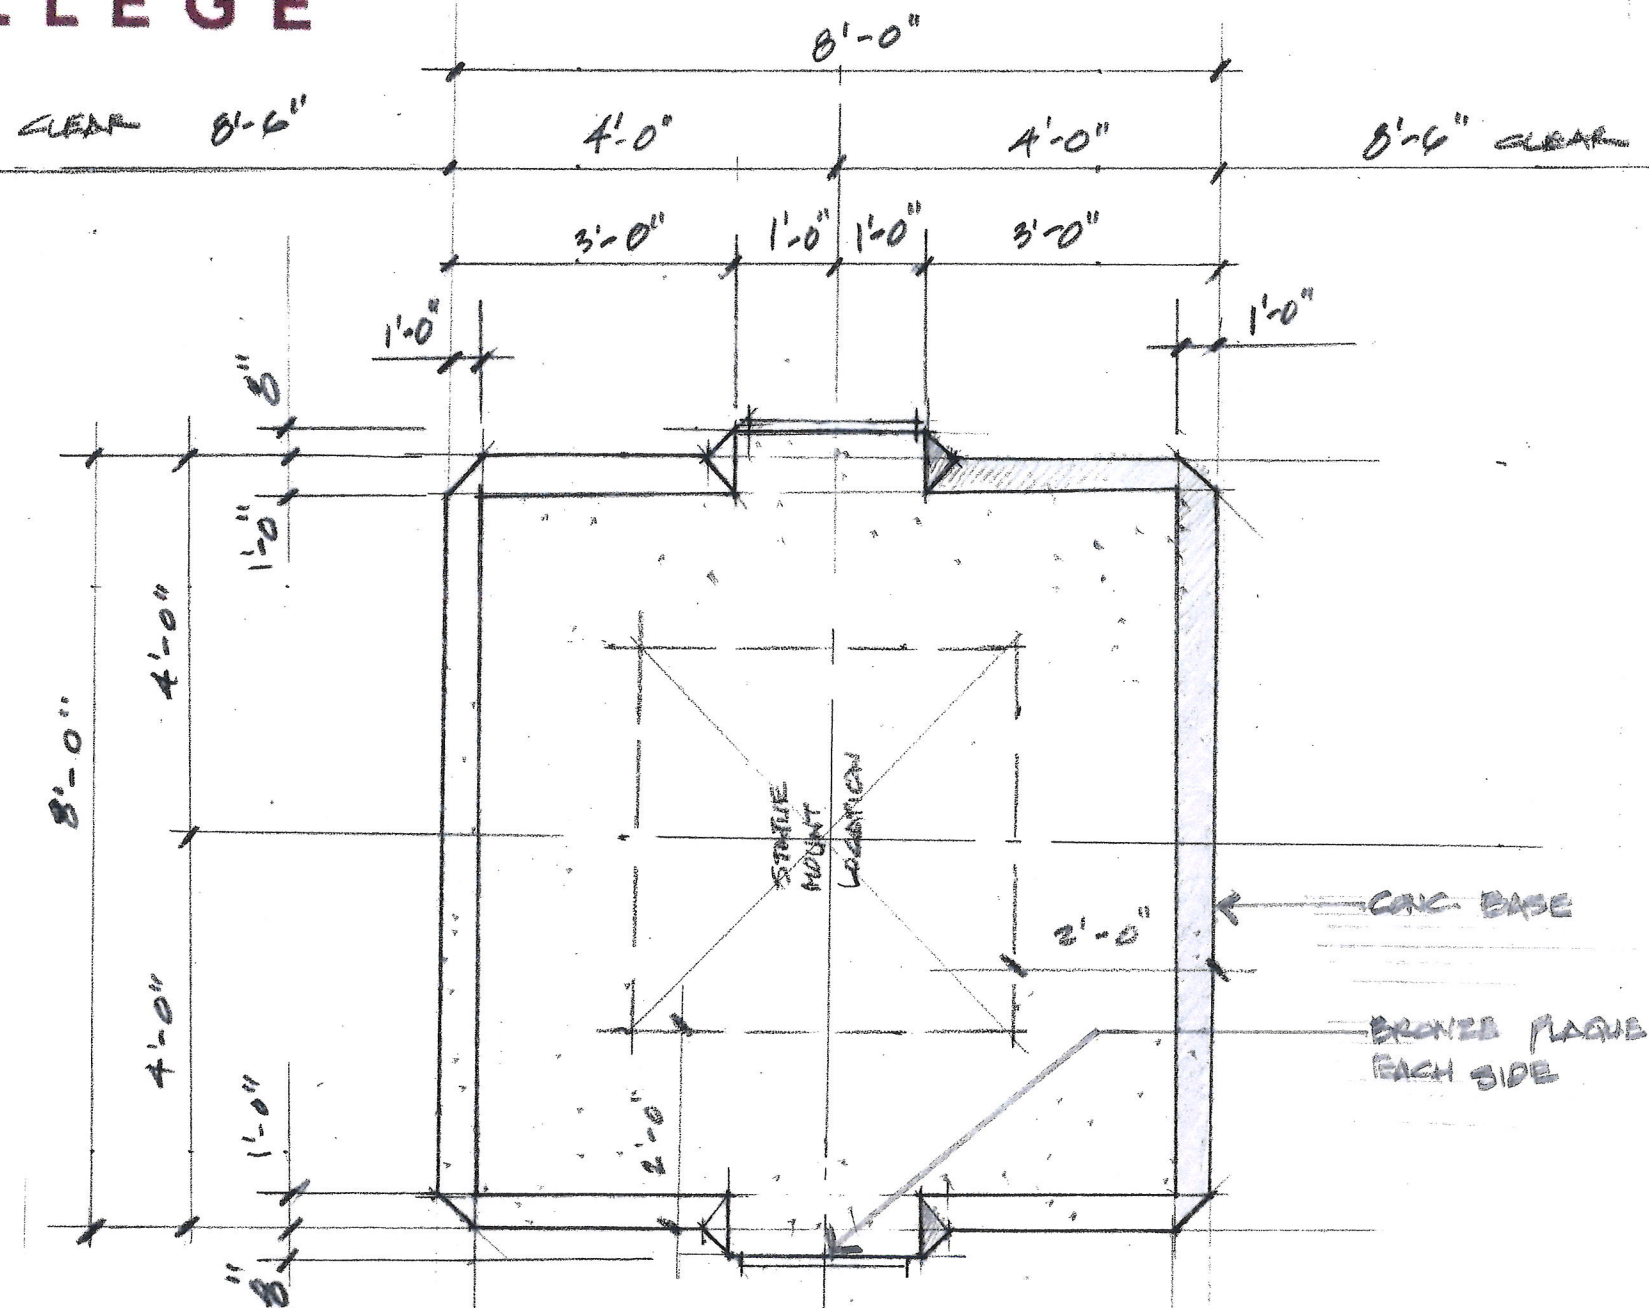 LLEGE
8'-0"
CLEAR 8'-6" 4'-0" 4'-0" 8'-6" CLEAR
3'-0" 1'-0" 1'-0" 3'-0"
1'-0" 1'-0"
8"
1'-0"
4'-0"
8'-0"
STATUE
MOUNT
LOCATION
CONC. BASE
2'-0"
4'-0"
BRONZE PLAQUE
EACH SIDE
1'-0"
2'-0"
8"